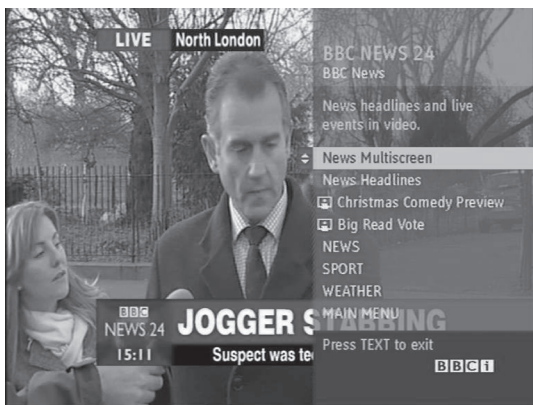 LIVE North London
BBC NEWS 24
BBC News
News headlines and live
events in video.
News Multiscreen
News Headlines
Christmas Comedy Preview
Big Read Vote
NEWS
SPORT
WEATHER
MAIN MENU
Press TEXT to exit
BBCi
BBC
NEWS 24
15:11
JOGGER STABBING
Suspect was